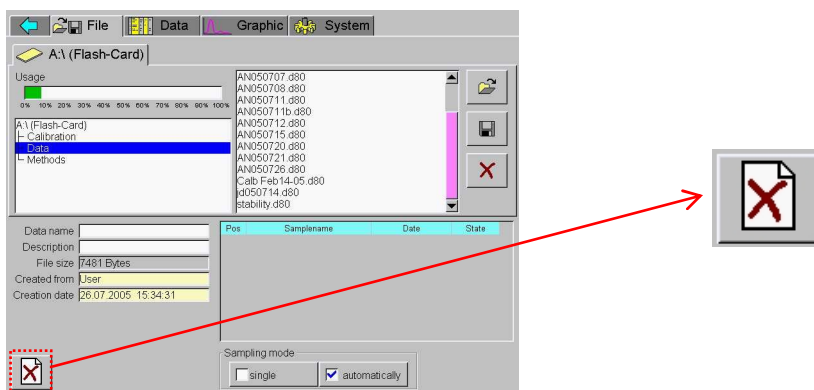 File Data Graphic System
A:\ (Flash-Card)
Usage
0% 10% 20% 30% 40% 50% 60% 70% 80% 90% 100%
A:\ (Flash-Card)
Calibration
Data
Methods
AN050707.d80
AN050708.d80
AN050711.d80
AN050711b.d80
AN050712.d80
AN050715.d80
AN050720.d80
AN050721.d80
AN050726.d80
Calb Feb14-05.d80
jd050714.d80
stability.d80
Data name
Description
File size 7481 Bytes
Created from User
Creation date 26.07.2005 15:34:31
Pos Samplename Date State
Sampling mode
single automatically